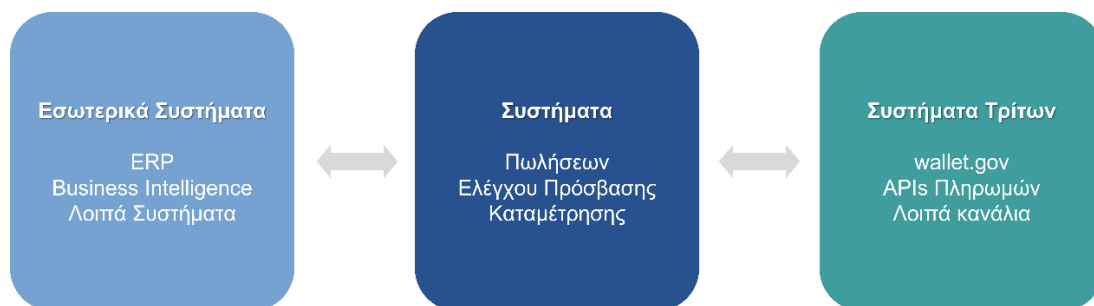 Εσωτερικά Συστήματα
ERP
Business Intelligence
Λοιπά Συστήματα
Συστήματα
Πωλήσεων
Ελέγχου Πρόσβασης
Καταμέτρησης
Συστήματα Τρίτων
wallet.gov
APIs Πληρωμών
Λοιπά κανάλια